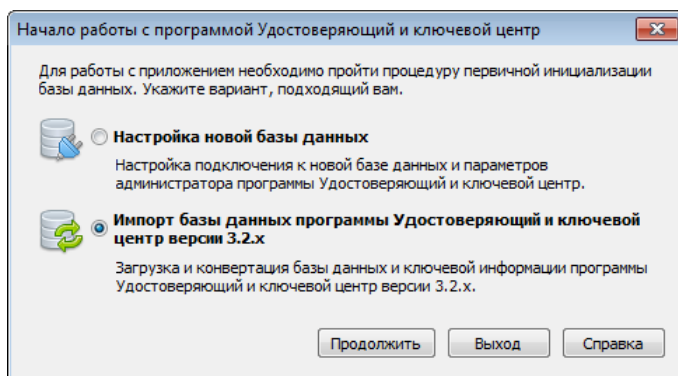 Начало работы с программой Удостоверяющий и ключевой центр
Для работы с приложением необходимо пройти процедуру первичной инициализации
базы данных. Укажите вариант, подходящий вам.
Настройка новой базы данных
Настройка подключения к новой базе данных и параметров
администратора программы Удостоверяющий и ключевой центр.
Импорт базы данных программы Удостоверяющий и ключевой
центр версии 3.2.x
Загрузка и конвертация базы данных и ключевой информации программы
Удостоверяющий и ключевой центр версии 3.2.x.
Продолжить Выход Справка